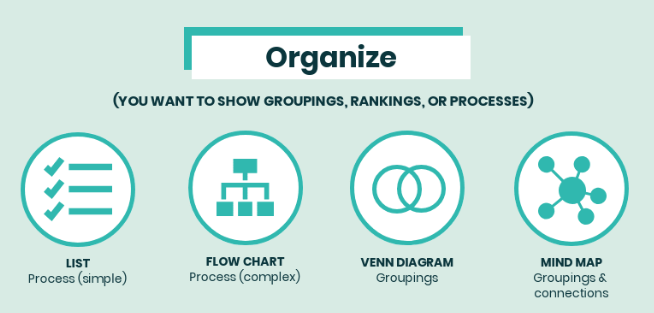 Organize
(YOU WANT TO SHOW GROUPINGS, RANKINGS, OR PROCESSES)
LIST
Process (simple)
FLOW CHART
Process (complex)
VENN DIAGRAM
Groupings
MIND MAP
Groupings &
connections